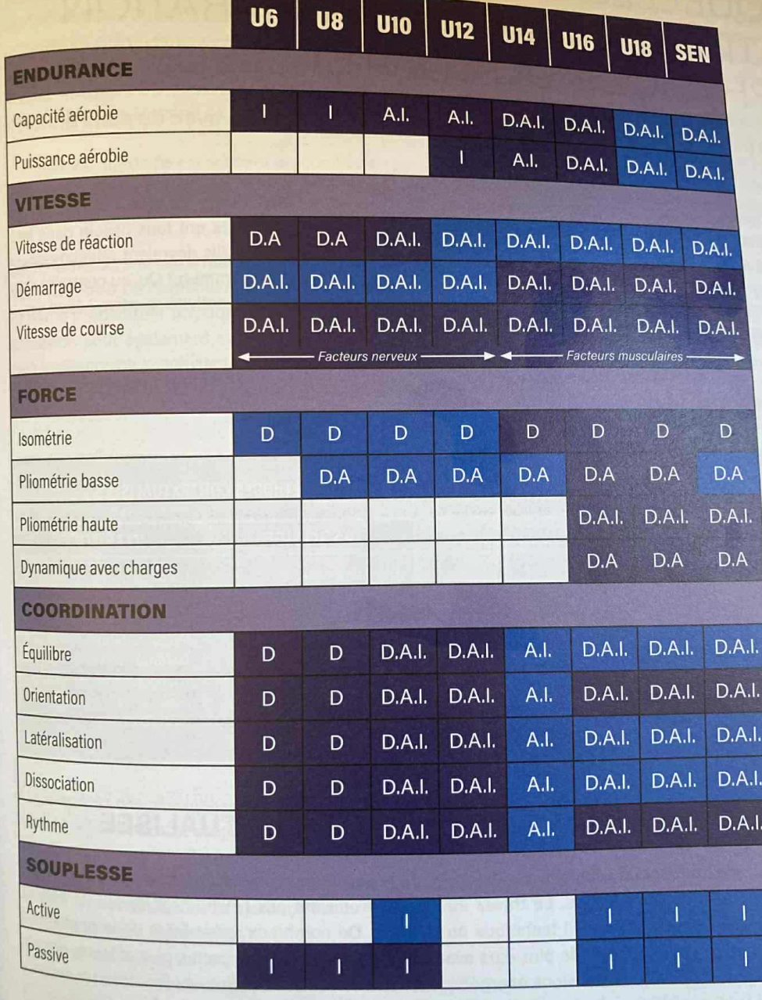 U6 U8 U10 U12 U14 U16 U18 SEN
ENDURANCE
Capacité aérobie I I A.I. A.I. D.A.I. D.A.I. D.A.I. D.A.I.
Puissance aérobie I A.I. D.A.I. D.A.I. D.A.I.
VITESSE
Vitesse de réaction D.A D.A D.A.I. D.A.I. D.A.I. D.A.I. D.A.I. D.A.I.
Démarrage D.A.I. D.A.I. D.A.I. D.A.I. D.A.I. D.A.I. D.A.I. D.A.I.
Vitesse de course D.A.I. D.A.I. D.A.I. D.A.I. D.A.I. D.A.I. D.A.I. D.A.I.
Facteurs nerveux Facteurs musculaires
FORCE
Isométrie D D D D D D D D
Pliométrie basse D.A D.A D.A D.A D.A D.A D.A
Pliométrie haute D.A.I. D.A.I. D.A.I.
Dynamique avec charges D.A D.A D.A
COORDINATION
Équilibre D D D.A.I. D.A.I. A.I. D.A.I. D.A.I. D.A.I.
Orientation D D D.A.I. D.A.I. A.I. D.A.I. D.A.I. D.A.I.
Latéralisation D D D.A.I. D.A.I. A.I. D.A.I. D.A.I. D.A.I.
Dissociation D D D.A.I. D.A.I. A.I. D.A.I. D.A.I. D.A.I.
Rythme D D D.A.I. D.A.I. A.I. D.A.I. D.A.I. D.A.I.
SOUPLESSE
Active I I I I
Passive I I I I I I